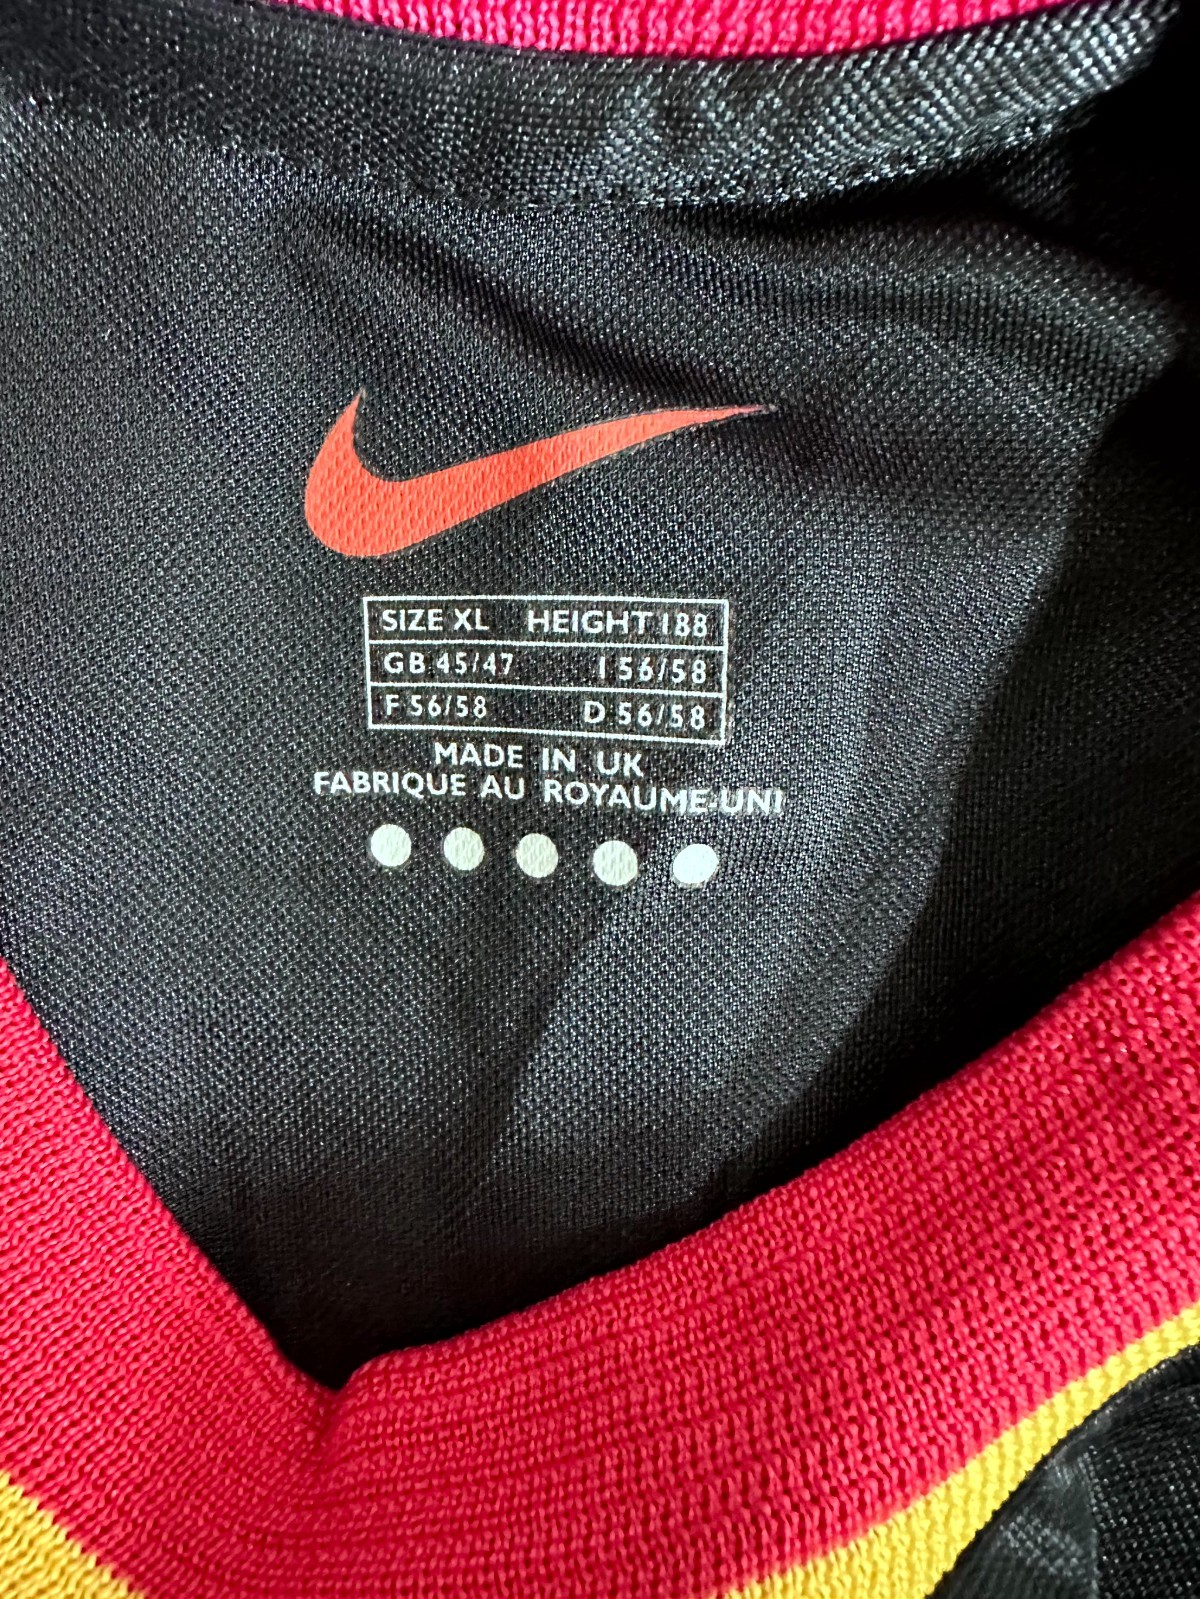 SIZE XL HEIGHT 188
GB 45/47 I 56/58
F 56/58 D 56/58
MADE IN UK
FABRIQUE AU ROYAUME-UNI